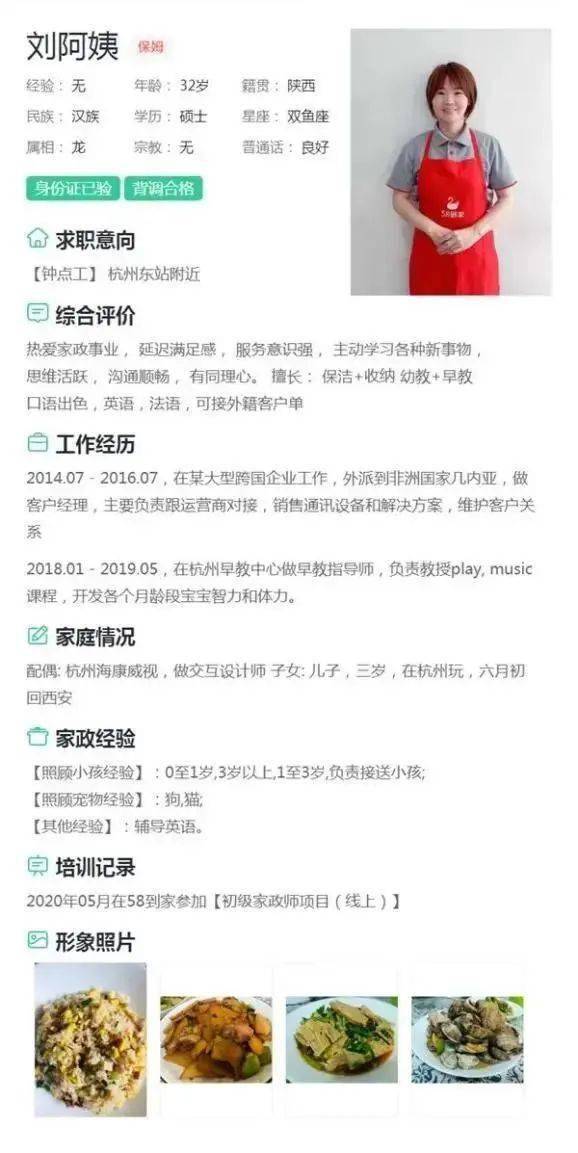 刘阿姨 保姆
经验： 无 年龄： 32岁 籍贯： 陕西
民族： 汉族 学历： 硕士 星座： 双鱼座
属相： 龙 宗教： 无 普通话： 良好
身份证已验 背调合格
58到家
求职意向
【钟点工】 杭州东站附近
综合评价
热爱家政事业， 延迟满足感， 服务意识强， 主动学习各种新事物，
思维活跃， 沟通顺畅， 有同理心。 擅长： 保洁+收纳 幼教+早教
口语出色，英语，法语，可接外籍客户单
工作经历
2014.07 - 2016.07，在某大型跨国企业工作，外派到非洲国家几内亚，做
客户经理，主要负责跟运营商对接，销售通讯设备和解决方案，维护客户关
系
2018.01 - 2019.05，在杭州早教中心做早教指导师，负责教授play, music
课程，开发各个月龄段宝宝智力和体力。
家庭情况
配偶: 杭州海康威视，做交互设计师 子女: 儿子，三岁，在杭州玩，六月初
回西安
家政经验
【照顾小孩经验】：0至1岁,3岁以上,1至3岁,负责接送小孩;
【照顾宠物经验】：狗,猫;
【其他经验】：辅导英语。
培训记录
2020年05月在58到家参加【初级家政师项目（线上）】
形象照片